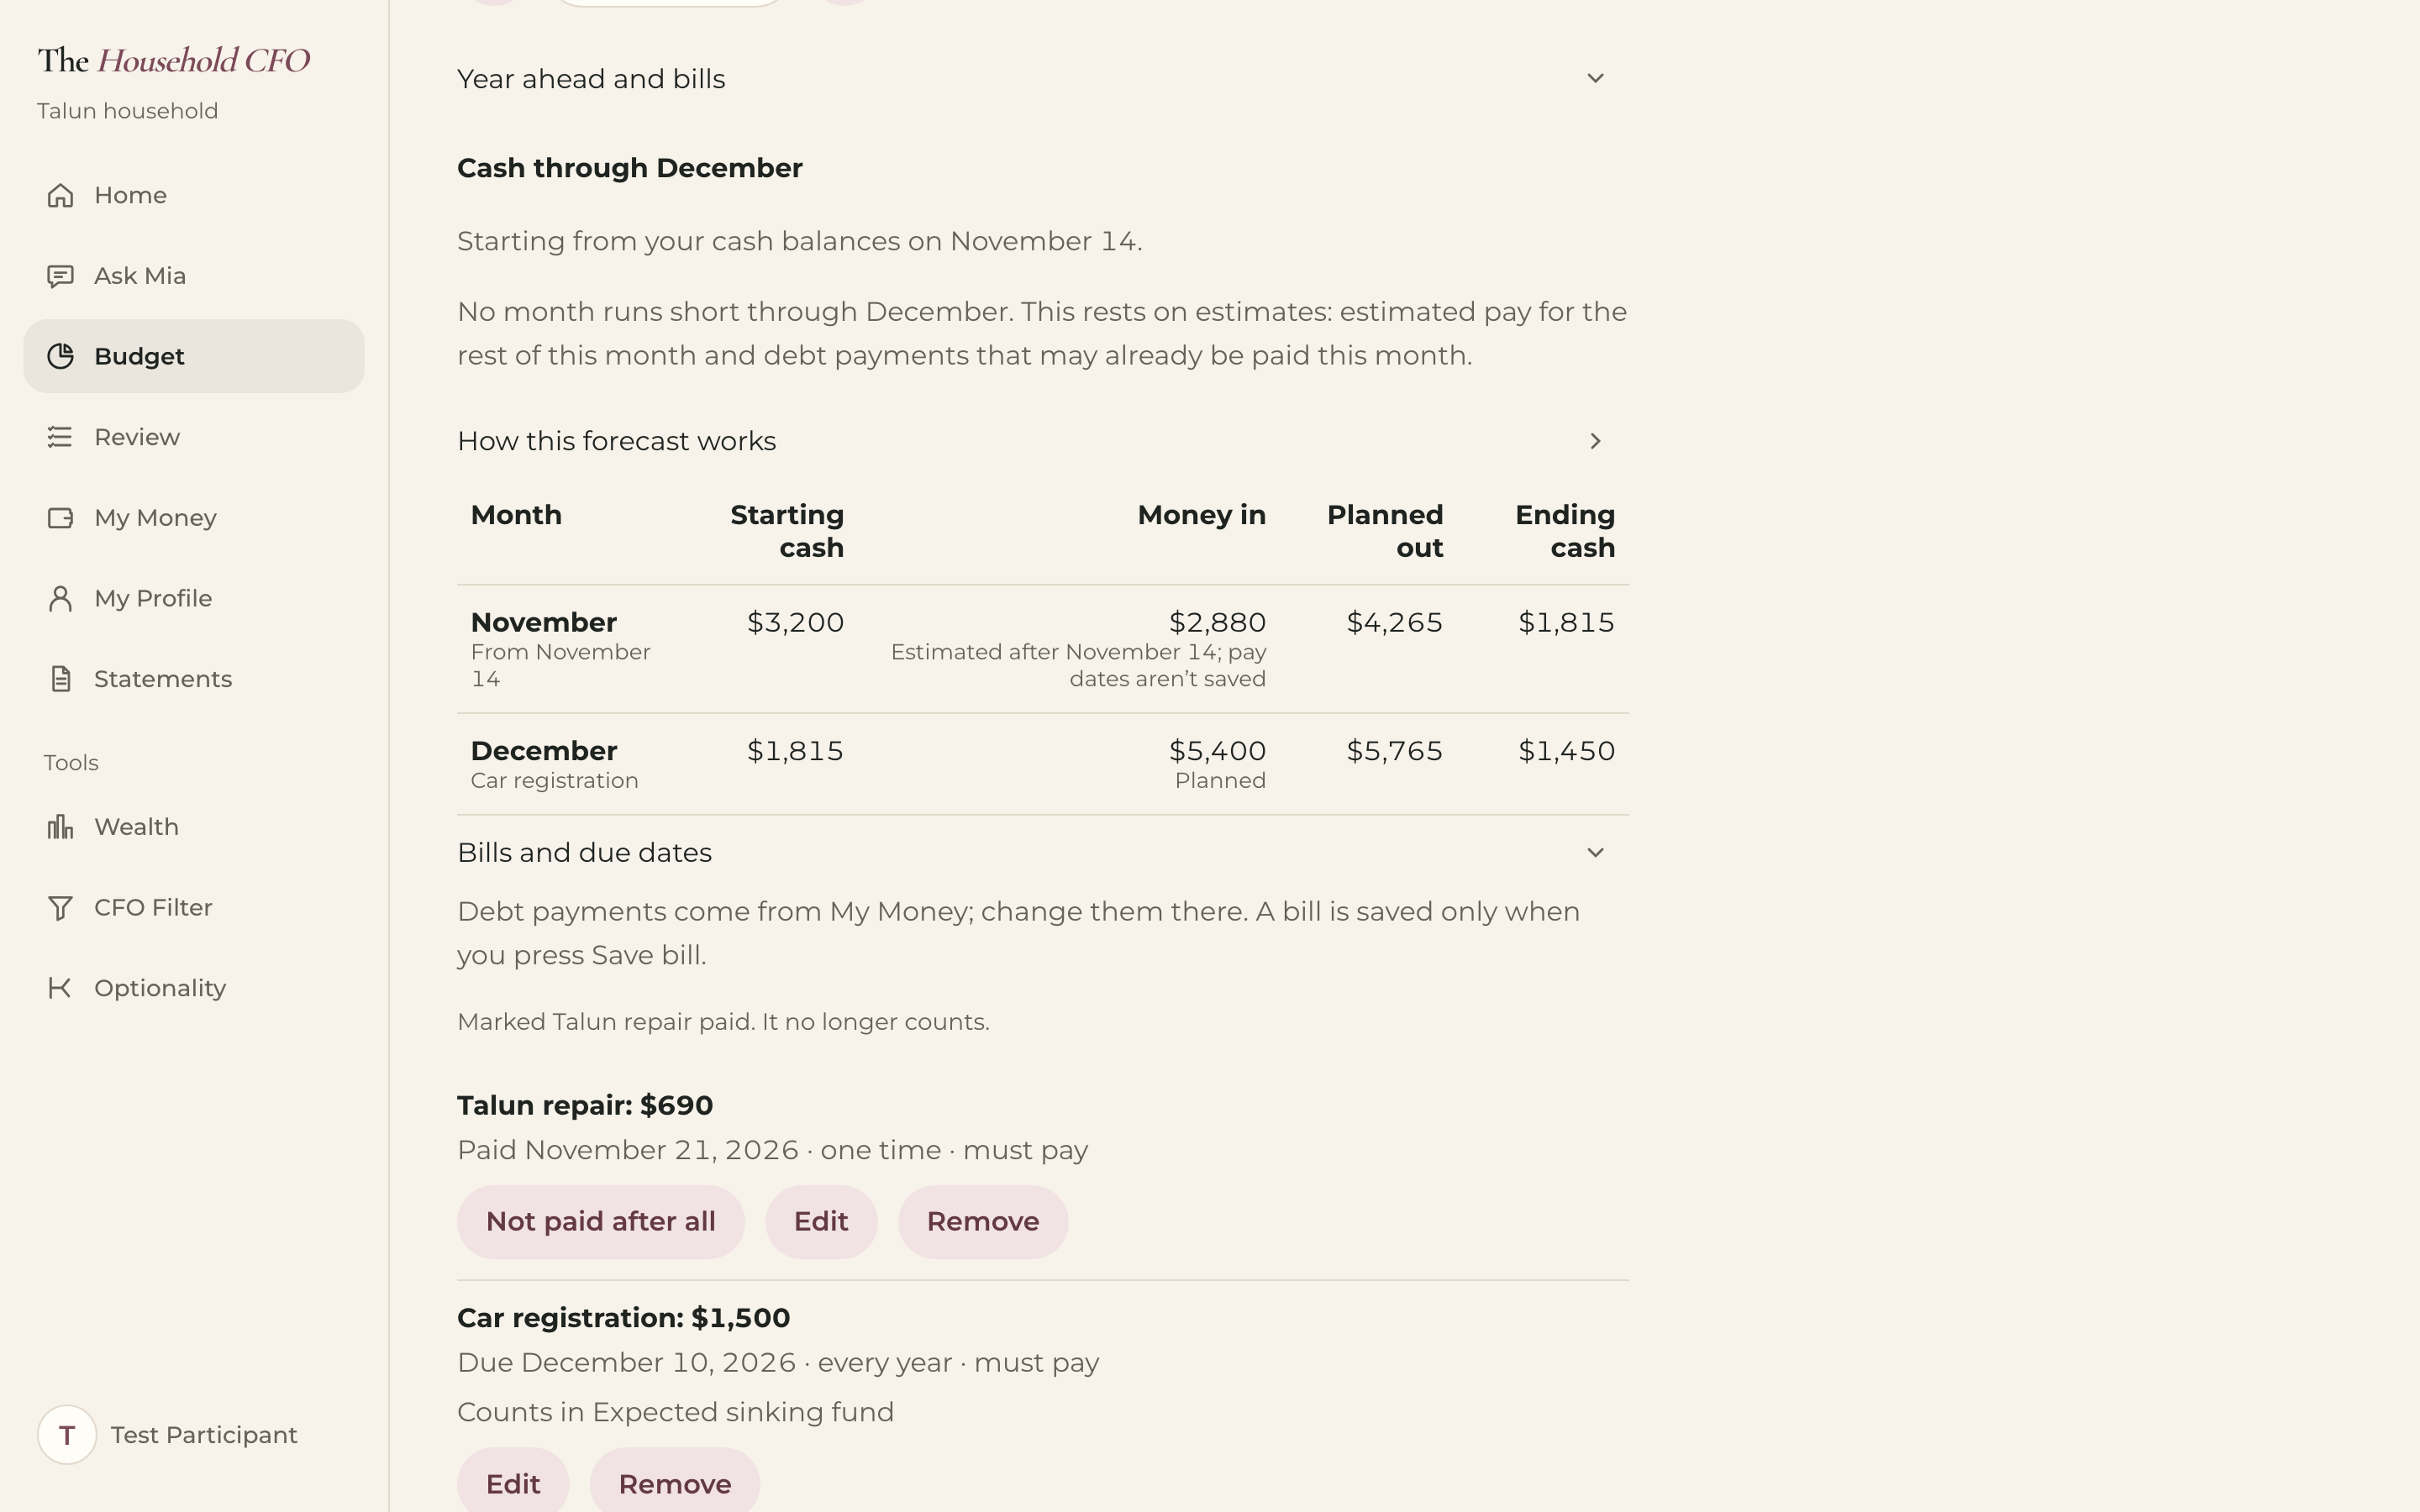 The Household CFO
Talun household
Home
Ask Mia
Budget
Review
My Money
My Profile
Statements
Tools
Wealth
CFO Filter
Optionality
T Test Participant
Year ahead and bills
Cash through December
Starting from your cash balances on November 14.
No month runs short through December. This rests on estimates: estimated pay for the
rest of this month and debt payments that may already be paid this month.
How this forecast works
Month Starting cash Money in Planned out Ending cash
November $3,200 $2,880 $4,265 $1,815
From November 14 Estimated after November 14; pay dates aren’t saved
December $1,815 $5,400 $5,765 $1,450
Car registration Planned
Bills and due dates
Debt payments come from My Money; change them there. A bill is saved only when
you press Save bill.
Marked Talun repair paid. It no longer counts.
Talun repair: $690
Paid November 21, 2026 · one time · must pay
Not paid after all Edit Remove
Car registration: $1,500
Due December 10, 2026 · every year · must pay
Counts in Expected sinking fund
Edit Remove